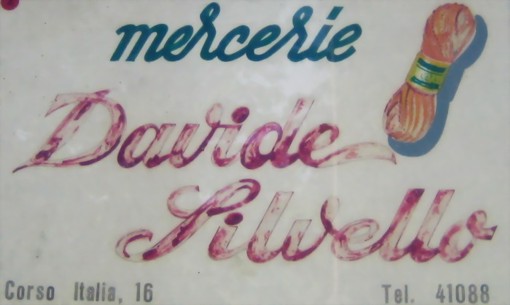 mercerie
Davide
Silvello
Corso Italia, 16 Tel. 41088